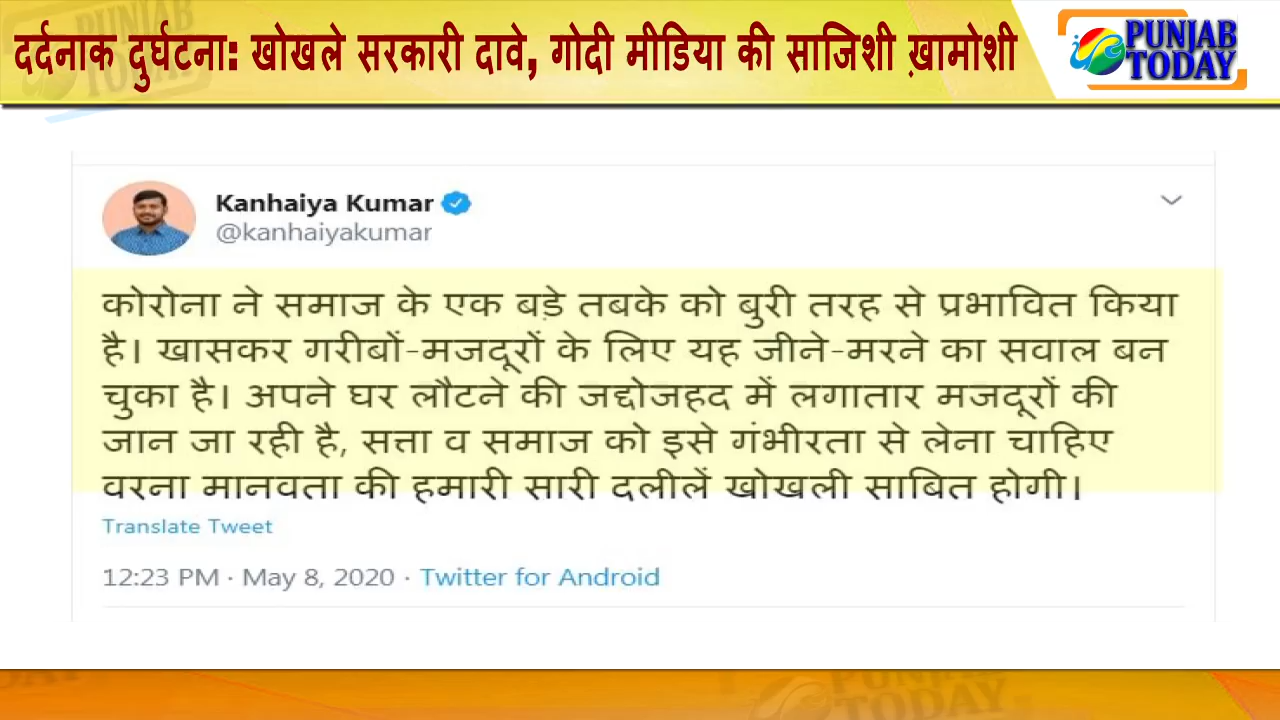 दर्दनाक दुर्घटना: खोखले सरकारी दावे, गोदी मीडिया की साजिशी ख़ामोशी
PUNJAB
TODAY
Kanhaiya Kumar
@kanhaiyakumar
कोरोना ने समाज के एक बड़े तबके को बुरी तरह से प्रभावित किया
है। खासकर गरीबों-मजदूरों के लिए यह जीने-मरने का सवाल बन
चुका है। अपने घर लौटने की जद्दोजहद में लगातार मजदूरों की
जान जा रही है, सत्ता व समाज को इसे गंभीरता से लेना चाहिए
वरना मानवता की हमारी सारी दलीलें खोखली साबित होगी।
Translate Tweet
12:23 PM · May 8, 2020 · Twitter for Android
PUNJAB
TODAY